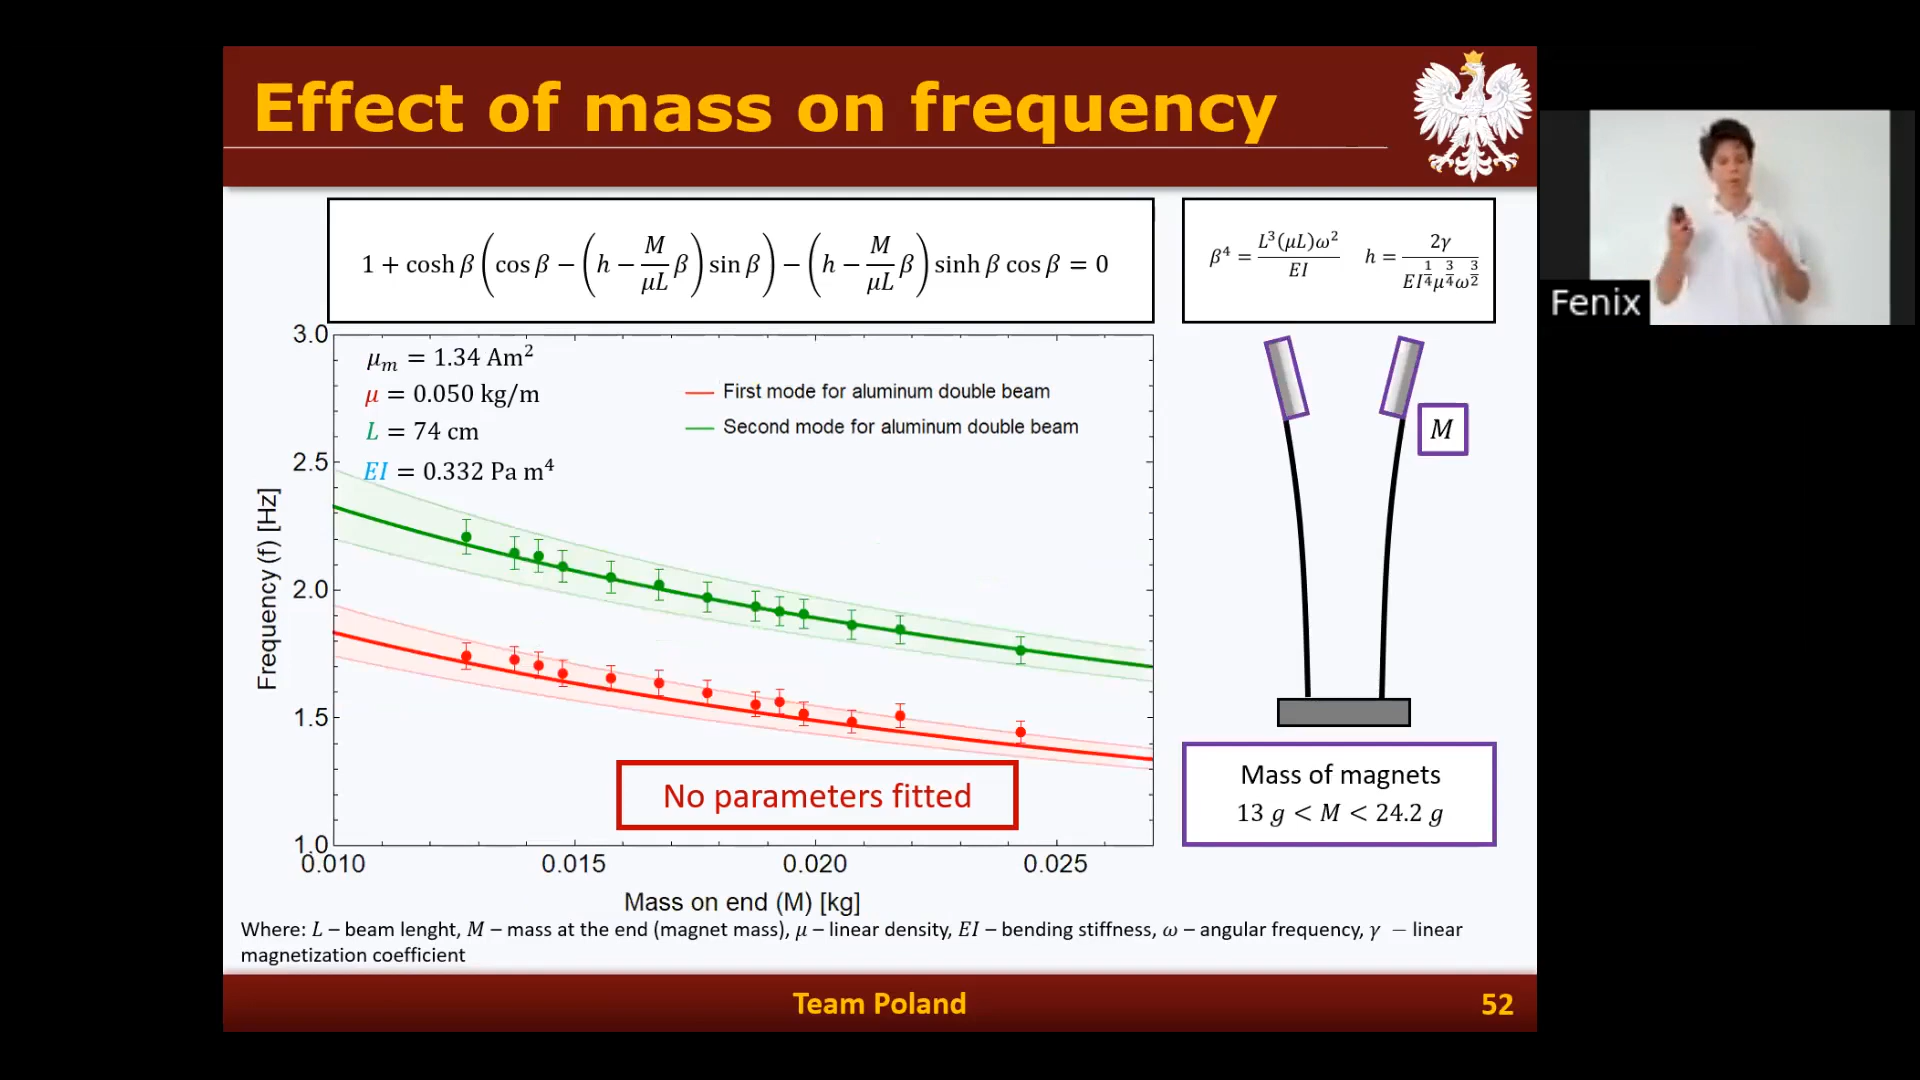 Effect of mass on frequency
1 + cosh β (cos β − (h − M/μL β) sin β) − (h − M/μL β) sinh β cos β = 0
β⁴ = L³(μL)ω²/EI h = 2γ/EI^¼μ^¾ω^³⁄₂
Fenix
3.0
μₘ = 1.34 Am²
μ = 0.050 kg/m
L = 74 cm
EI = 0.332 Pa m⁴
First mode for aluminum double beam
Second mode for aluminum double beam
M
2.5
2.0
1.5
1.0
Frequency (f) [Hz]
No parameters fitted
0.010 0.015 0.020 0.025
Mass on end (M) [kg]
Mass of magnets
13 g < M < 24.2 g
Where: L – beam lenght, M – mass at the end (magnet mass), μ – linear density, EI – bending stiffness, ω – angular frequency, γ – linear
magnetization coefficient
Team Poland
52